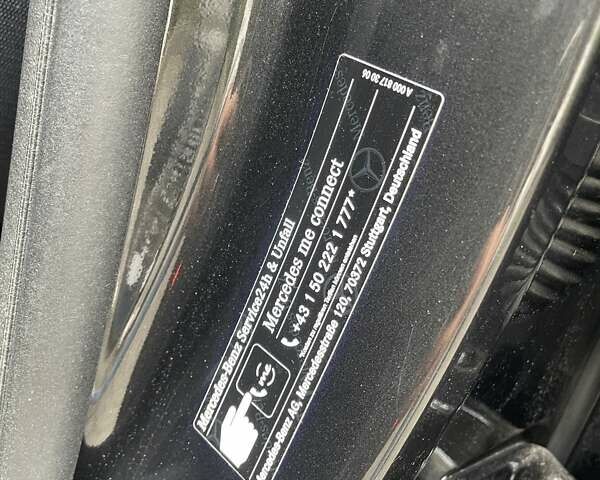 A 000 817 30 06
Mercedes-Benz Service24h & Unfall
Mercedes me connect
+43 1 50 222 1 777*
Mercedes-Benz AG, Mercedesstraße 120, 70372 Stuttgart, Deutschland